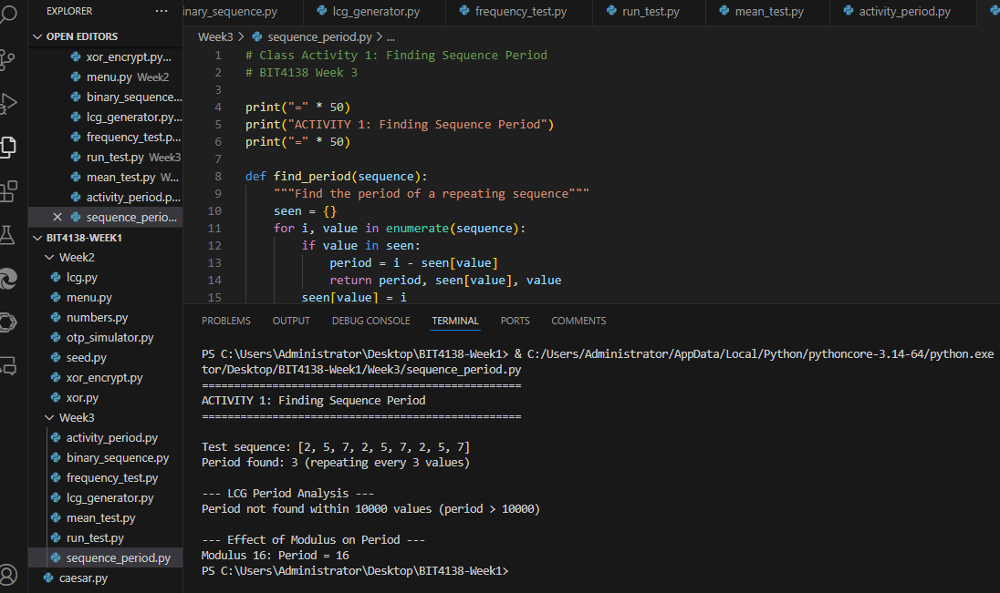 EXPLORER
OPEN EDITORS
xor_encrypt.py...
menu.py Week2
binary_sequence...
lcg_generator.py...
frequency_test.p...
run_test.py Week3
mean_test.py W...
activity_period.p...
sequence_perio...
BIT4138-WEEK1
Week2
lcg.py
menu.py
numbers.py
otp_simulator.py
seed.py
xor_encrypt.py
xor.py
Week3
activity_period.py
binary_sequence.py
frequency_test.py
lcg_generator.py
mean_test.py
run_test.py
sequence_period.py
caesar.py
inary_sequence.py lcg_generator.py frequency_test.py run_test.py mean_test.py activity_period.py
Week3 > sequence_period.py > ...
1 # Class Activity 1: Finding Sequence Period
2 # BIT4138 Week 3
3
4 print("=" * 50)
5 print("ACTIVITY 1: Finding Sequence Period")
6 print("=" * 50)
7
8 def find_period(sequence):
9 """Find the period of a repeating sequence"""
10 seen = {}
11 for i, value in enumerate(sequence):
12 if value in seen:
13 period = i - seen[value]
14 return period, seen[value], value
15 seen[value] = i
PROBLEMS OUTPUT DEBUG CONSOLE TERMINAL PORTS COMMENTS
PS C:\Users\Administrator\Desktop\BIT4138-Week1> & C:/Users/Administrator/AppData/Local/Python/pythoncore-3.14-64/python.exe
tor/Desktop/BIT4138-Week1/Week3/sequence_period.py
==================================================
ACTIVITY 1: Finding Sequence Period
==================================================
Test sequence: [2, 5, 7, 2, 5, 7, 2, 5, 7]
Period found: 3 (repeating every 3 values)
--- LCG Period Analysis ---
Period not found within 10000 values (period > 10000)
--- Effect of Modulus on Period ---
Modulus 16: Period = 16
PS C:\Users\Administrator\Desktop\BIT4138-Week1>